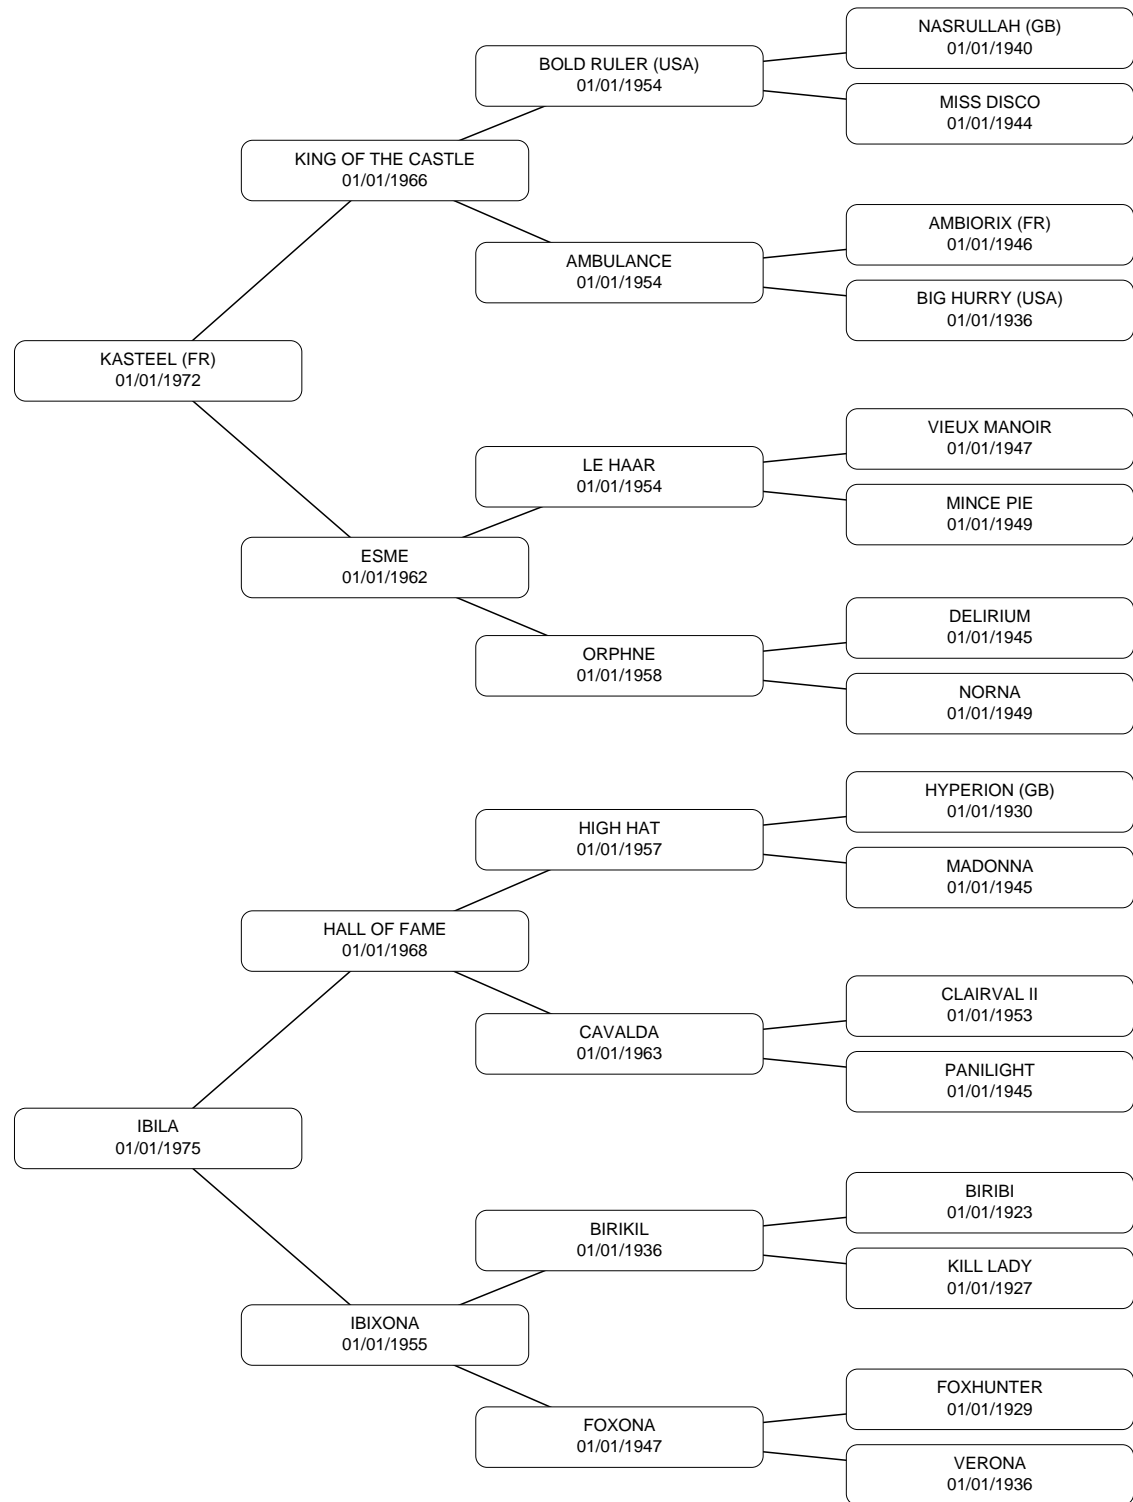 NASRULLAH (GB)
01/01/1940
BOLD RULER (USA)
01/01/1954
MISS DISCO
01/01/1944
KING OF THE CASTLE
01/01/1966
AMBIORIX (FR)
01/01/1946
AMBULANCE
01/01/1954
BIG HURRY (USA)
01/01/1936
KASTEEL (FR)
01/01/1972
VIEUX MANOIR
01/01/1947
LE HAAR
01/01/1954
MINCE PIE
01/01/1949
ESME
01/01/1962
DELIRIUM
01/01/1945
ORPHNE
01/01/1958
NORNA
01/01/1949
HYPERION (GB)
01/01/1930
HIGH HAT
01/01/1957
MADONNA
01/01/1945
HALL OF FAME
01/01/1968
CLAIRVAL II
01/01/1953
CAVALDA
01/01/1963
PANILIGHT
01/01/1945
IBILA
01/01/1975
BIRIBI
01/01/1923
BIRIKIL
01/01/1936
KILL LADY
01/01/1927
IBIXONA
01/01/1955
FOXHUNTER
01/01/1929
FOXONA
01/01/1947
VERONA
01/01/1936